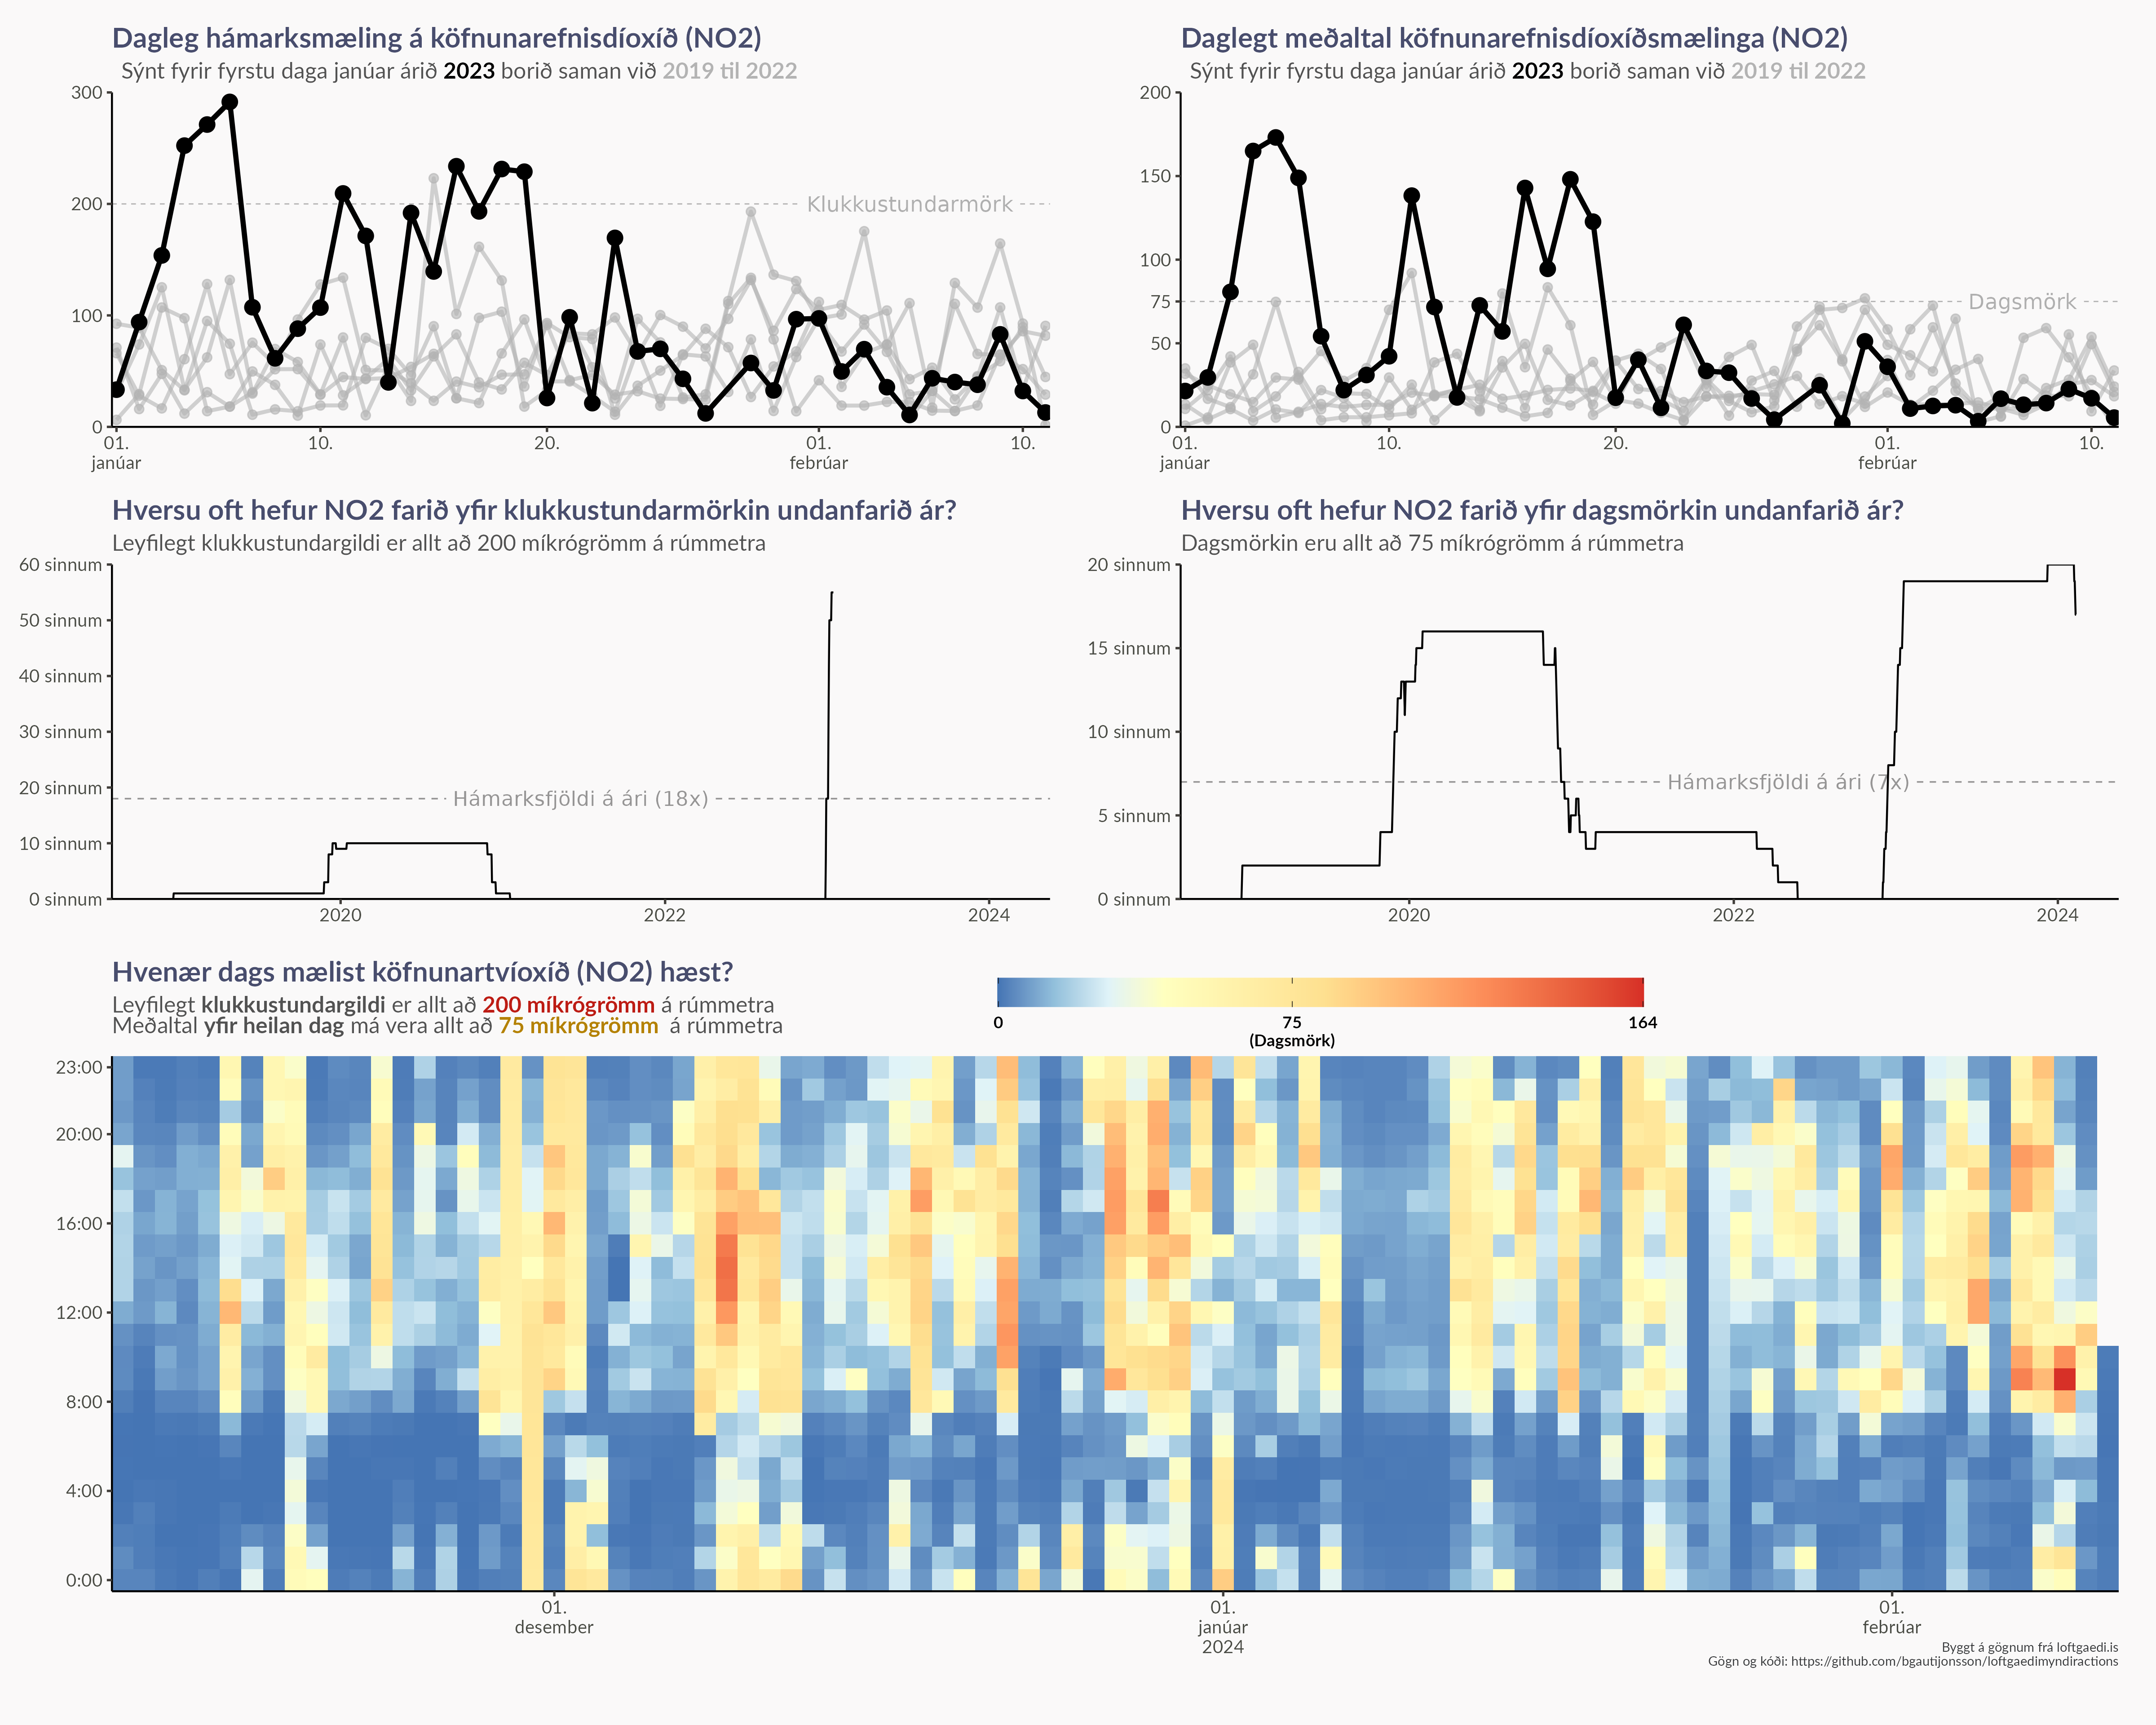 Dagleg hámarksmæling á köfnunarefnisdíoxíð (NO2)
Sýnt fyrir fyrstu daga janúar árið 2023 borið saman við 2019 til 2022
300
200
100
0
Klukkustundarmörk
01.
janúar
10.
20.
01.
febrúar
10.
Daglegt meðaltal köfnunarefnisdíoxíðsmælinga (NO2)
Sýnt fyrir fyrstu daga janúar árið 2023 borið saman við 2019 til 2022
200
150
100
75
50
0
Dagsmörk
01.
janúar
10.
20.
01.
febrúar
10.
Hversu oft hefur NO2 farið yfir klukkustundarmörkin undanfarið ár?
Leyfilegt klukkustundargildi er allt að 200 míkrógrömm á rúmmetra
60 sinnum
50 sinnum
40 sinnum
30 sinnum
20 sinnum
10 sinnum
0 sinnum
Hámarksfjöldi á ári (18x)
2020
2022
2024
Hversu oft hefur NO2 farið yfir dagsmörkin undanfarið ár?
Dagsmörkin eru allt að 75 míkrógrömm á rúmmetra
20 sinnum
15 sinnum
10 sinnum
5 sinnum
0 sinnum
Hámarksfjöldi á ári (7x)
2020
2022
2024
Hvenær dags mælist köfnunartvíoxíð (NO2) hæst?
Leyfilegt klukkustundargildi er allt að 200 míkrógrömm á rúmmetra
Meðaltal yfir heilan dag má vera allt að 75 míkrógrömm á rúmmetra
0
75
(Dagsmörk)
164
23:00
20:00
16:00
12:00
8:00
4:00
0:00
01.
desember
01.
janúar
2024
01.
febrúar
Byggt á gögnum frá loftgaedi.is
Gögn og kóði: https://github.com/bgautijonsson/loftgaedimyndiractions